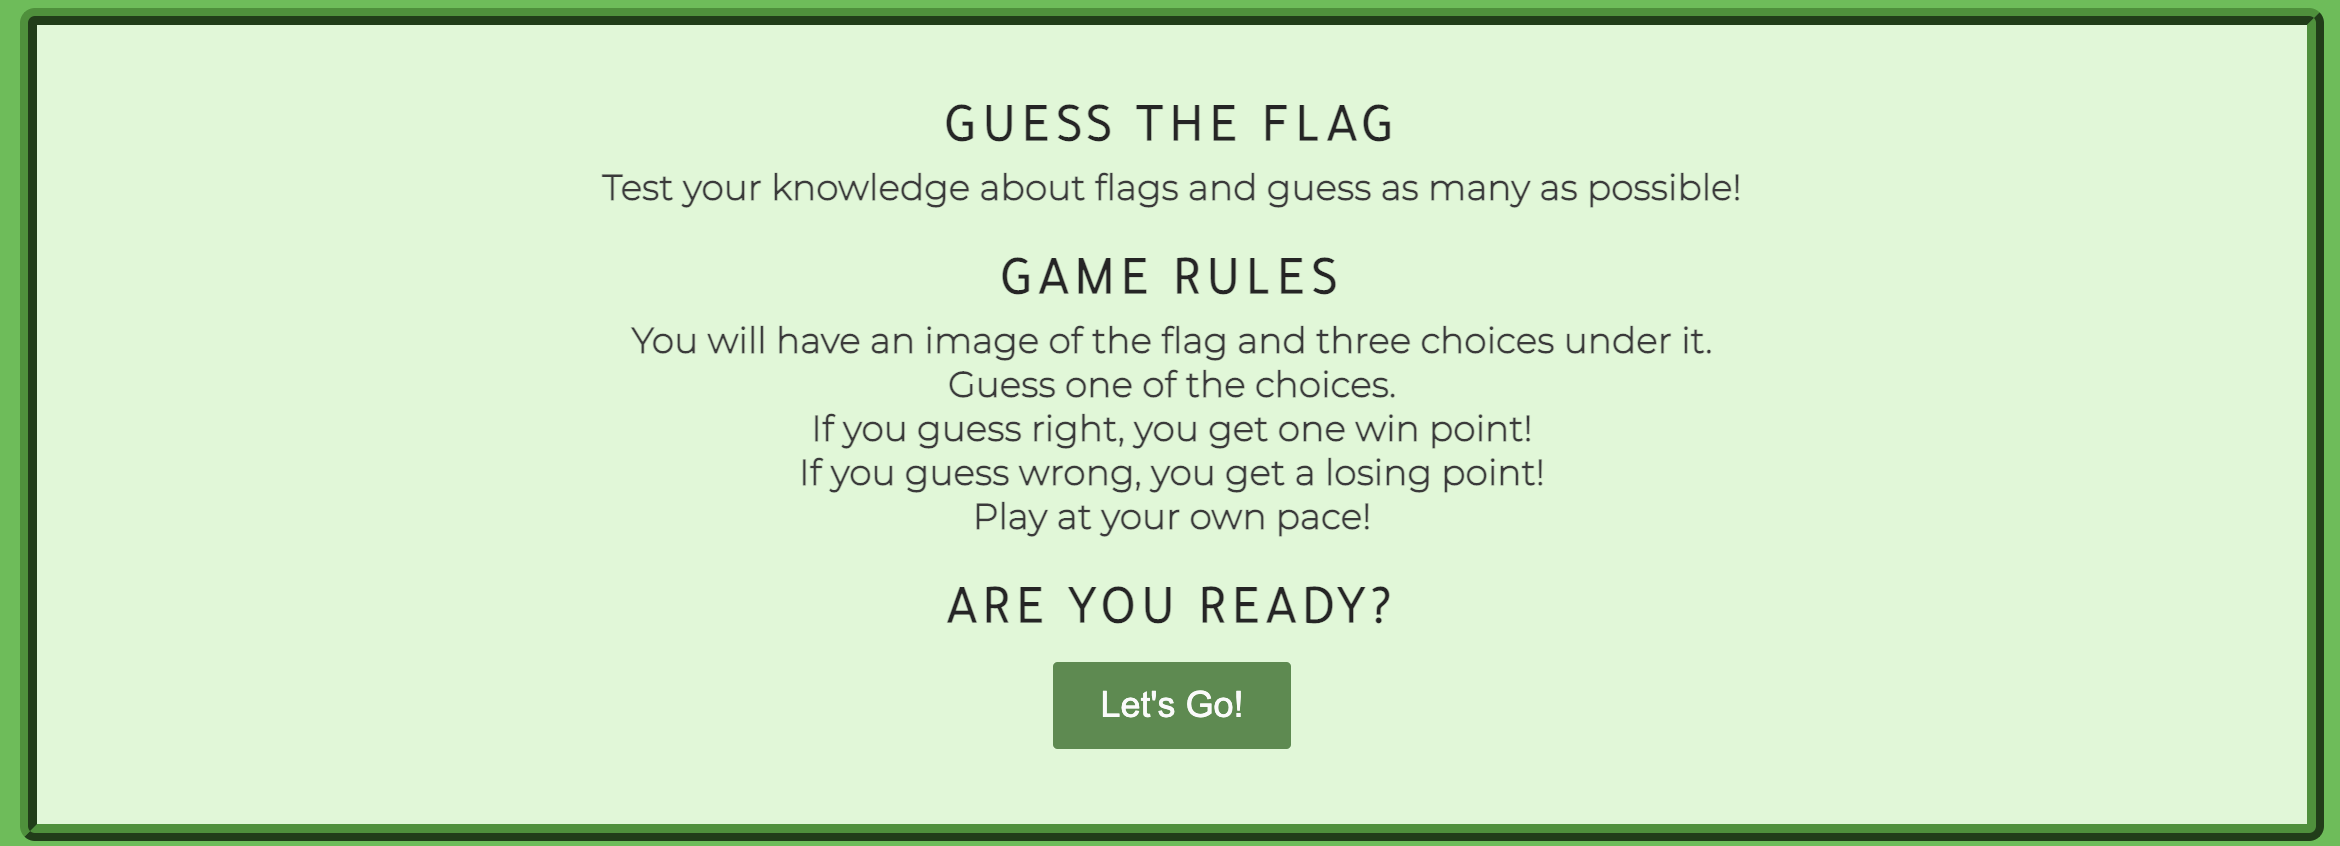 GUESS THE FLAG
Test your knowledge about flags and guess as many as possible!
GAME RULES
You will have an image of the flag and three choices under it.
Guess one of the choices.
If you guess right, you get one win point!
If you guess wrong, you get a losing point!
Play at your own pace!
ARE YOU READY?
Let's Go!